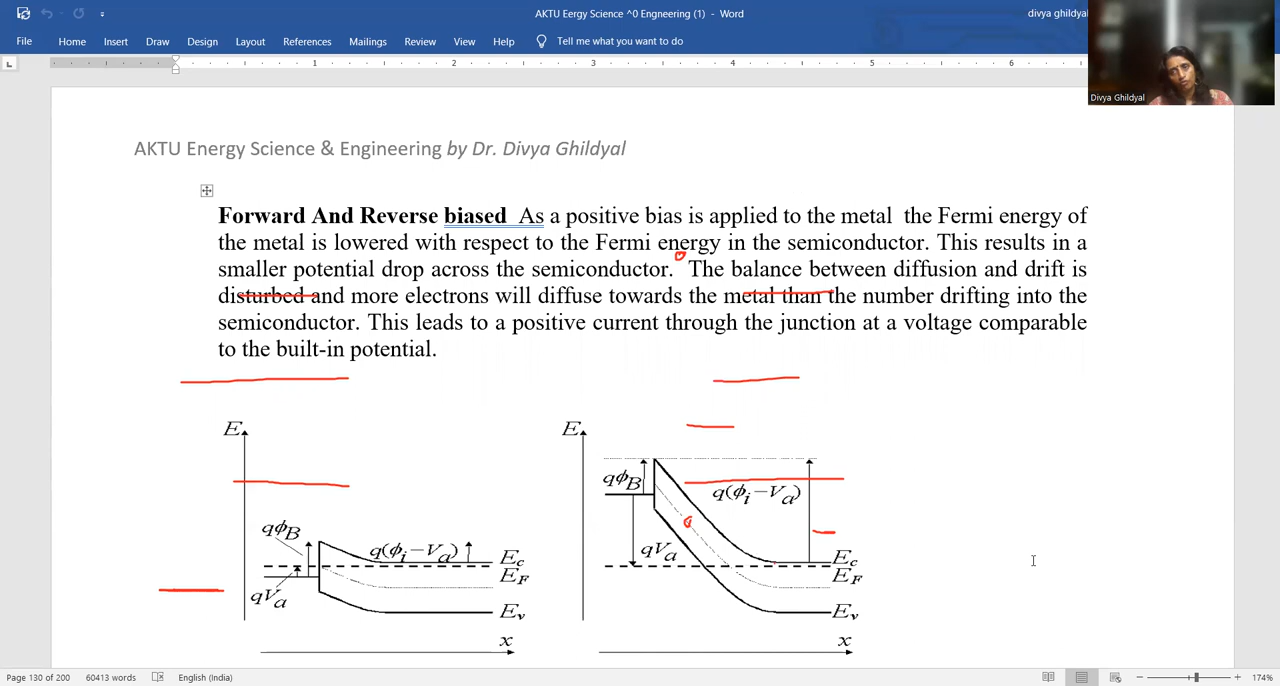 AKTU Eergy Science ^0 Engneering (1) - Word
divya ghildyal
File Home Insert Draw Design Layout References Mailings Review View Help Tell me what you want to do
1 2 3 4 5 6
Divya Ghildyal
AKTU Energy Science & Engineering by Dr. Divya Ghildyal
Forward And Reverse biased As a positive bias is applied to the metal the Fermi energy of
the metal is lowered with respect to the Fermi energy in the semiconductor. This results in a
smaller potential drop across the semiconductor. The balance between diffusion and drift is
disturbed and more electrons will diffuse towards the metal than the number drifting into the
semiconductor. This leads to a positive current through the junction at a voltage comparable
to the built-in potential.
E
qϕB
q(ϕi−Va)
Ec
EF
qVa
Ev
x
E
qϕB
q(ϕi−Va)
qVa
Ec
EF
Ev
x
Page 130 of 200 60413 words English (India) 174%